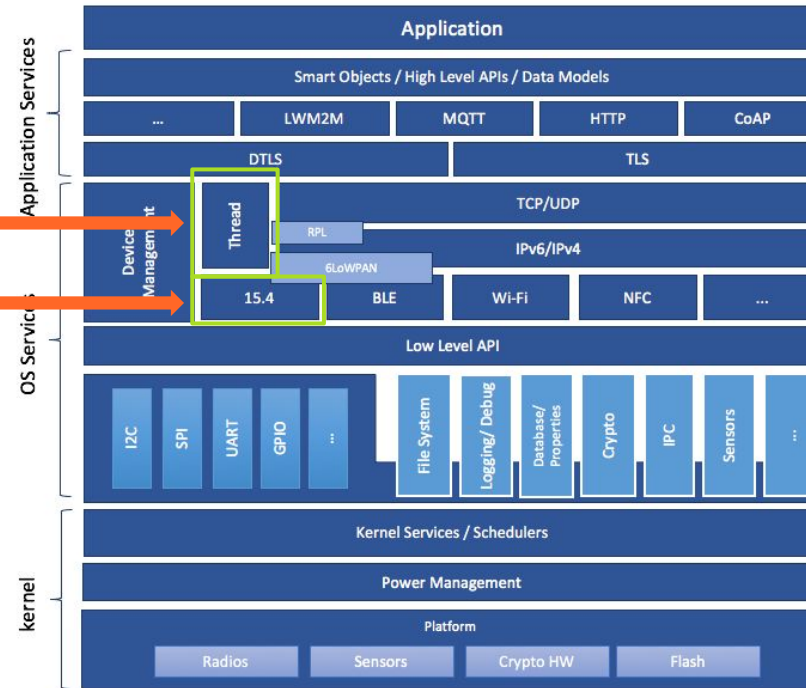 Application
Application Services
Smart Objects / High Level APIs / Data Models
...
LWM2M
MQTT
HTTP
CoAP
DTLS
TLS
OS Services
Device
Management
Thread
TCP/UDP
RPL
IPv6/IPv4
6LoWPAN
15.4
BLE
Wi-Fi
NFC
...
Low Level API
I2C
SPI
UART
GPIO
...
File System
Logging/ Debug
Database/
Properties
Crypto
IPC
Sensors
...
kernel
Kernel Services / Schedulers
Power Management
Platform
Radios
Sensors
Crypto HW
Flash